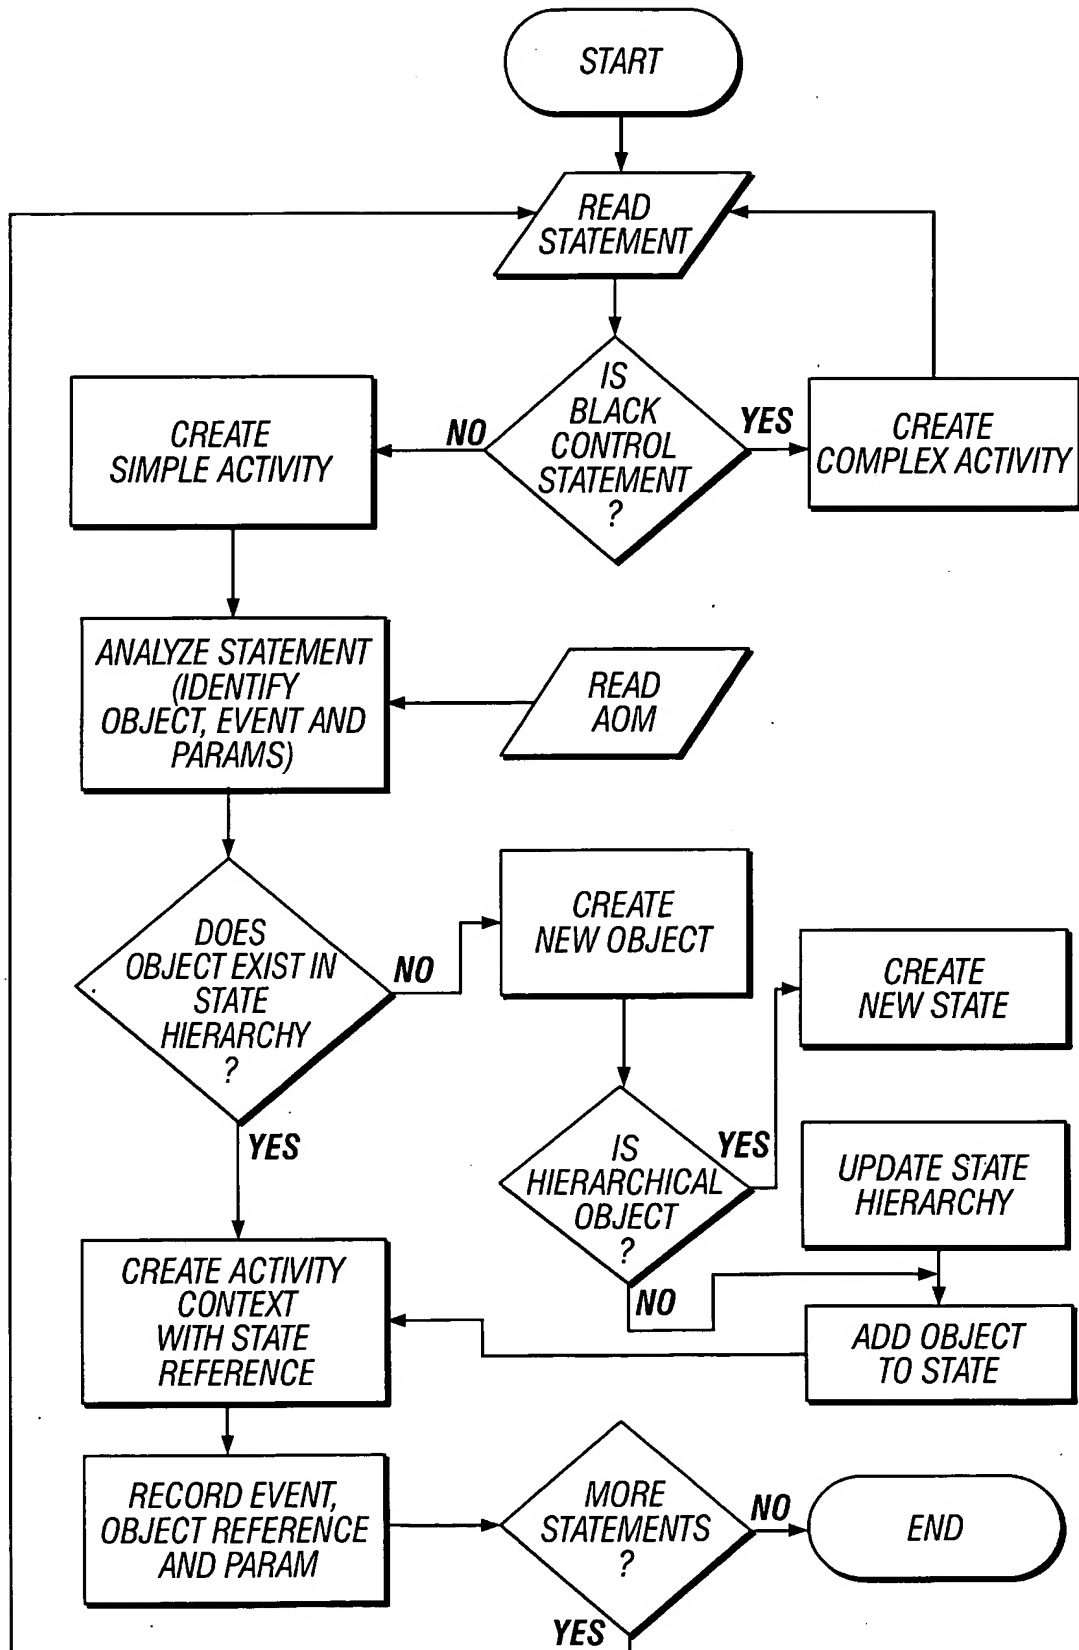 START
READ
STATEMENT
IS
BLACK
CONTROL
STATEMENT
?
NO
YES
CREATE
SIMPLE ACTIVITY
CREATE
COMPLEX ACTIVITY
ANALYZE STATEMENT
(IDENTIFY
OBJECT, EVENT AND
PARAMS)
READ
AOM
DOES
OBJECT EXIST IN
STATE
HIERARCHY
?
NO
YES
CREATE
NEW OBJECT
CREATE
NEW STATE
IS
HIERARCHICAL
OBJECT
?
YES
NO
UPDATE STATE
HIERARCHY
ADD OBJECT
TO STATE
CREATE ACTIVITY
CONTEXT
WITH STATE
REFERENCE
RECORD EVENT,
OBJECT REFERENCE
AND PARAM
MORE
STATEMENTS
?
NO
YES
END